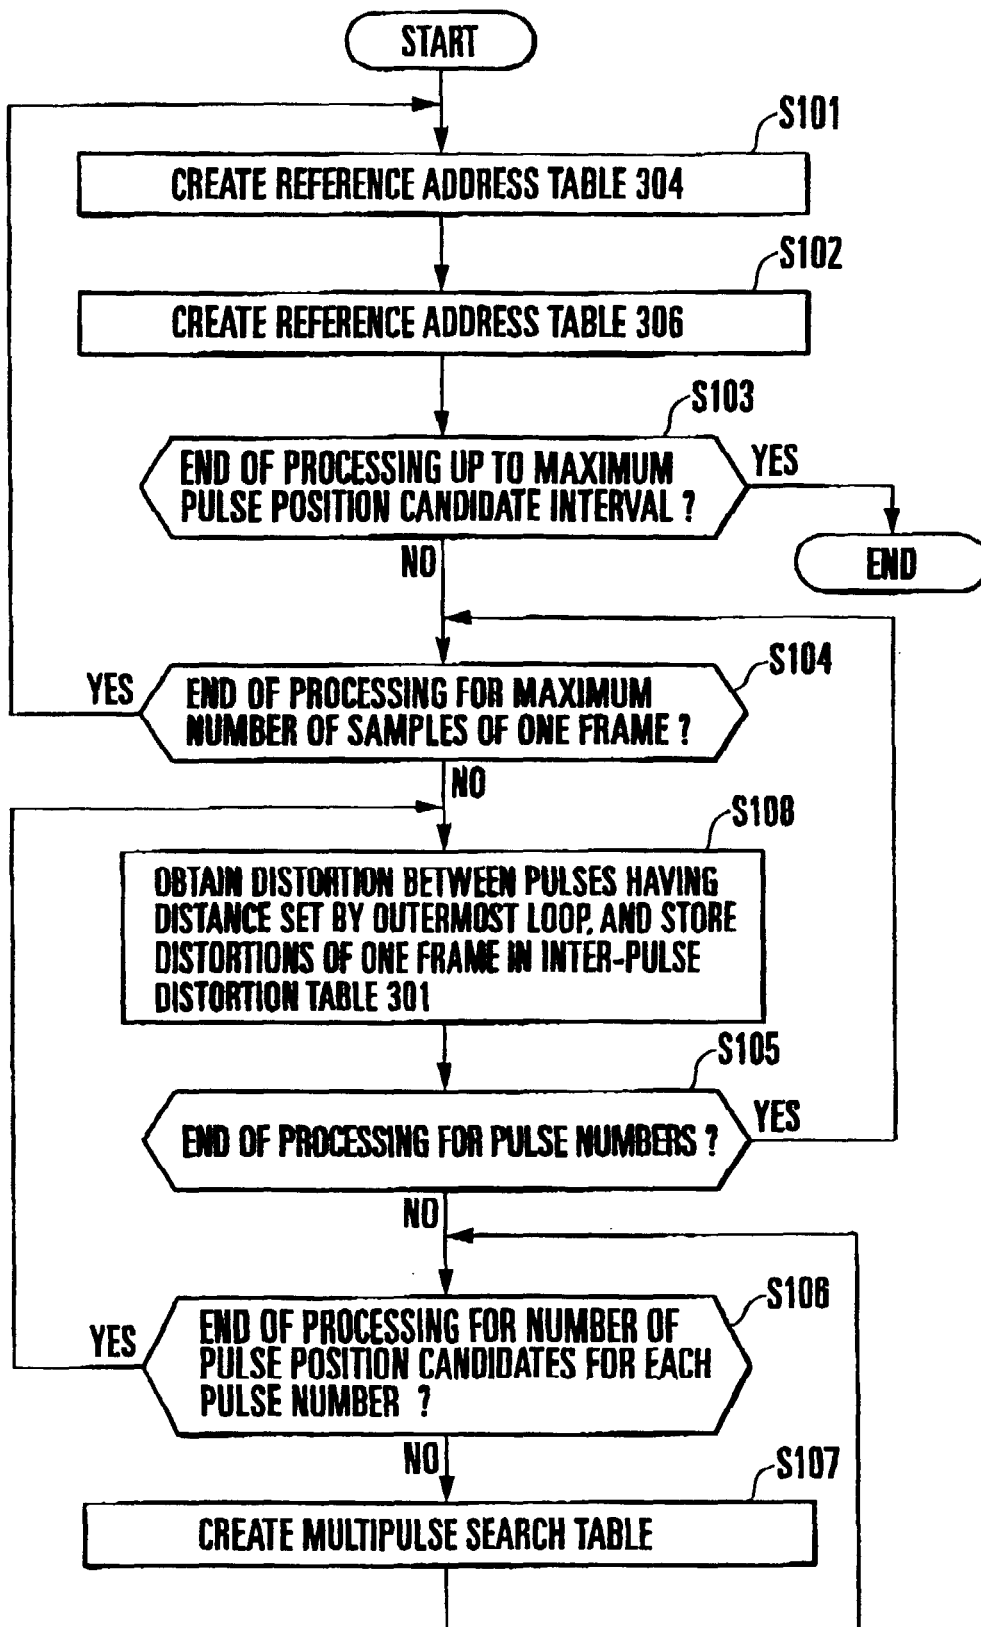 START
S101
CREATE REFERENCE ADDRESS TABLE 304
S102
CREATE REFERENCE ADDRESS TABLE 306
S103
END OF PROCESSING UP TO MAXIMUM
PULSE POSITION CANDIDATE INTERVAL ?
YES
END
NO
S104
YES
END OF PROCESSING FOR MAXIMUM
NUMBER OF SAMPLES OF ONE FRAME ?
NO
S108
OBTAIN DISTORTION BETWEEN PULSES HAVING
DISTANCE SET BY OUTERMOST LOOP, AND STORE
DISTORTIONS OF ONE FRAME IN INTER-PULSE
DISTORTION TABLE 301
S105
END OF PROCESSING FOR PULSE NUMBERS ?
YES
NO
S106
YES
END OF PROCESSING FOR NUMBER OF
PULSE POSITION CANDIDATES FOR EACH
PULSE NUMBER ?
NO
S107
CREATE MULTIPULSE SEARCH TABLE